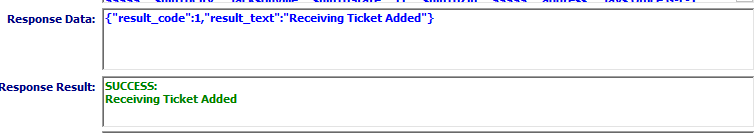 Response Data:
{"result_code":1,"result_text":"Receiving Ticket Added"}
Response Result:
SUCCESS:
Receiving Ticket Added